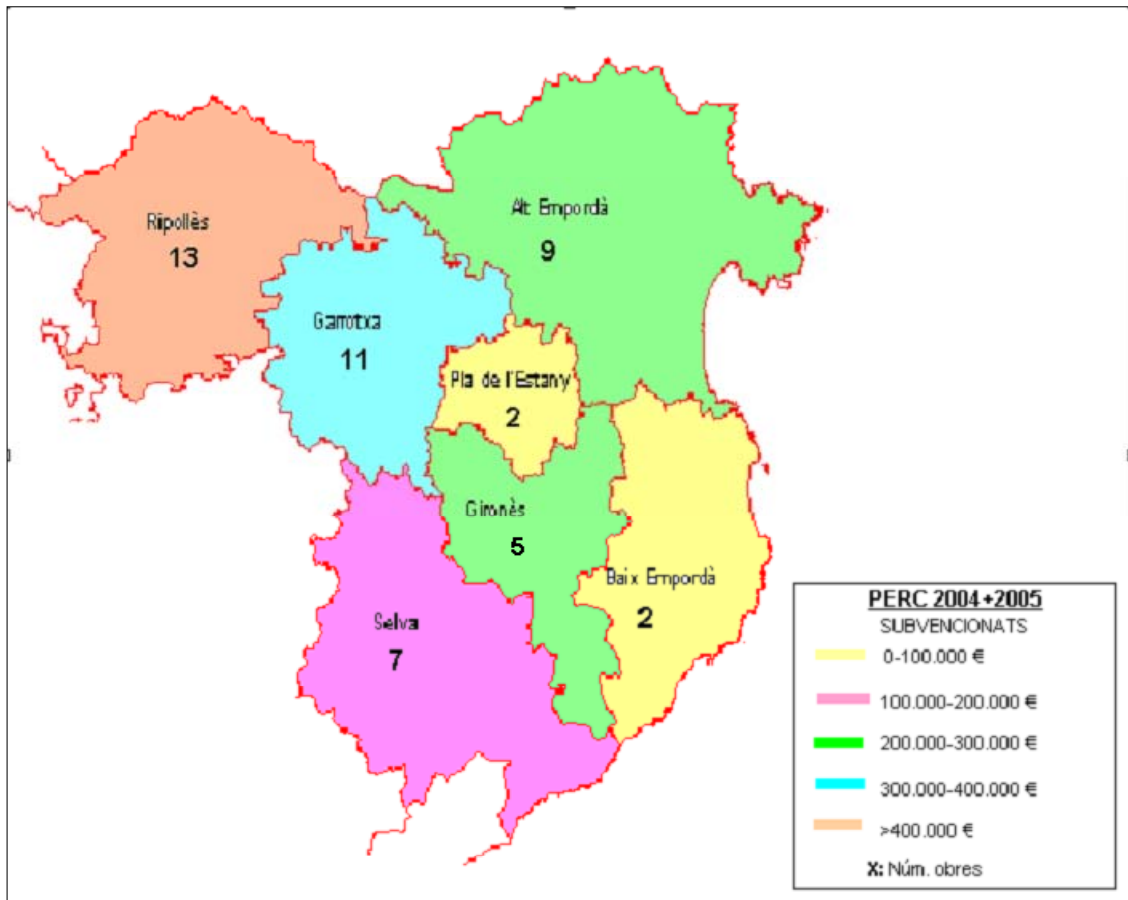 Ripollès
13
Alt Empordà
9
Garrotxa
11
Pla de l'Estany
2
Gironès
5
Baix Empordà
2
Selva
7
PERC 2004+2005
SUBVENCIONATS
0-100.000 €
100.000-200.000 €
200.000-300.000 €
300.000-400.000 €
>400.000 €
X: Núm. obres